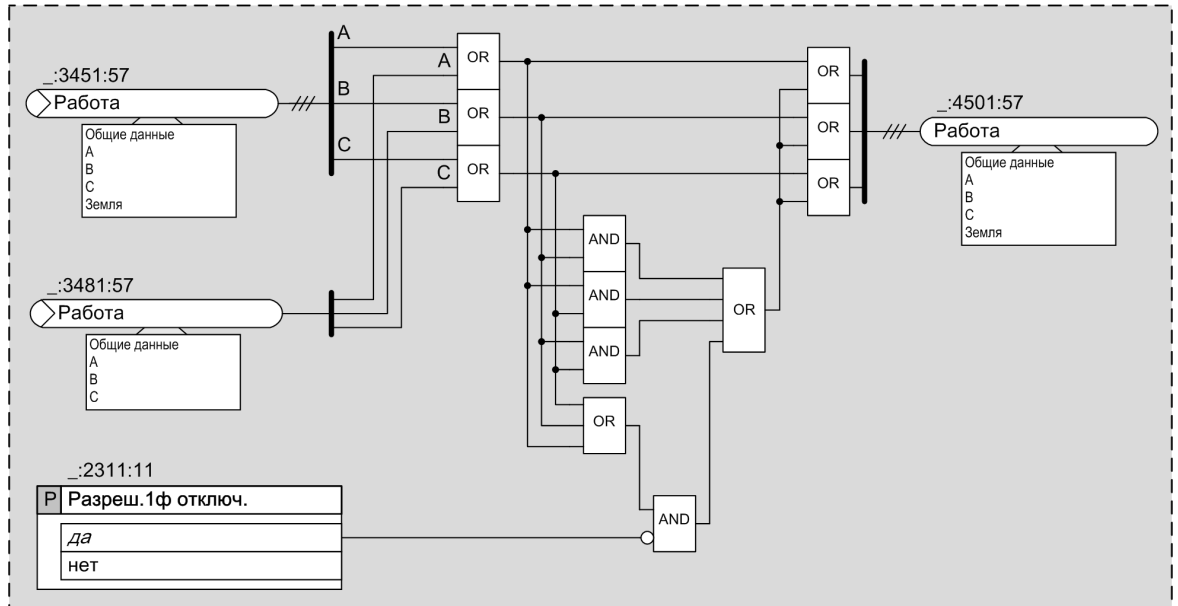 _:3451:57
Работа
Общие данные
A
B
C
Земля
A
B
C
A
B
C
OR
OR
OR
OR
OR
OR
_:4501:57
Работа
Общие данные
A
B
C
Земля
_:3481:57
Работа
Общие данные
A
B
C
AND
AND
AND
OR
OR
AND
_:2311:11
P Разреш.1ф отключ.
да
нет